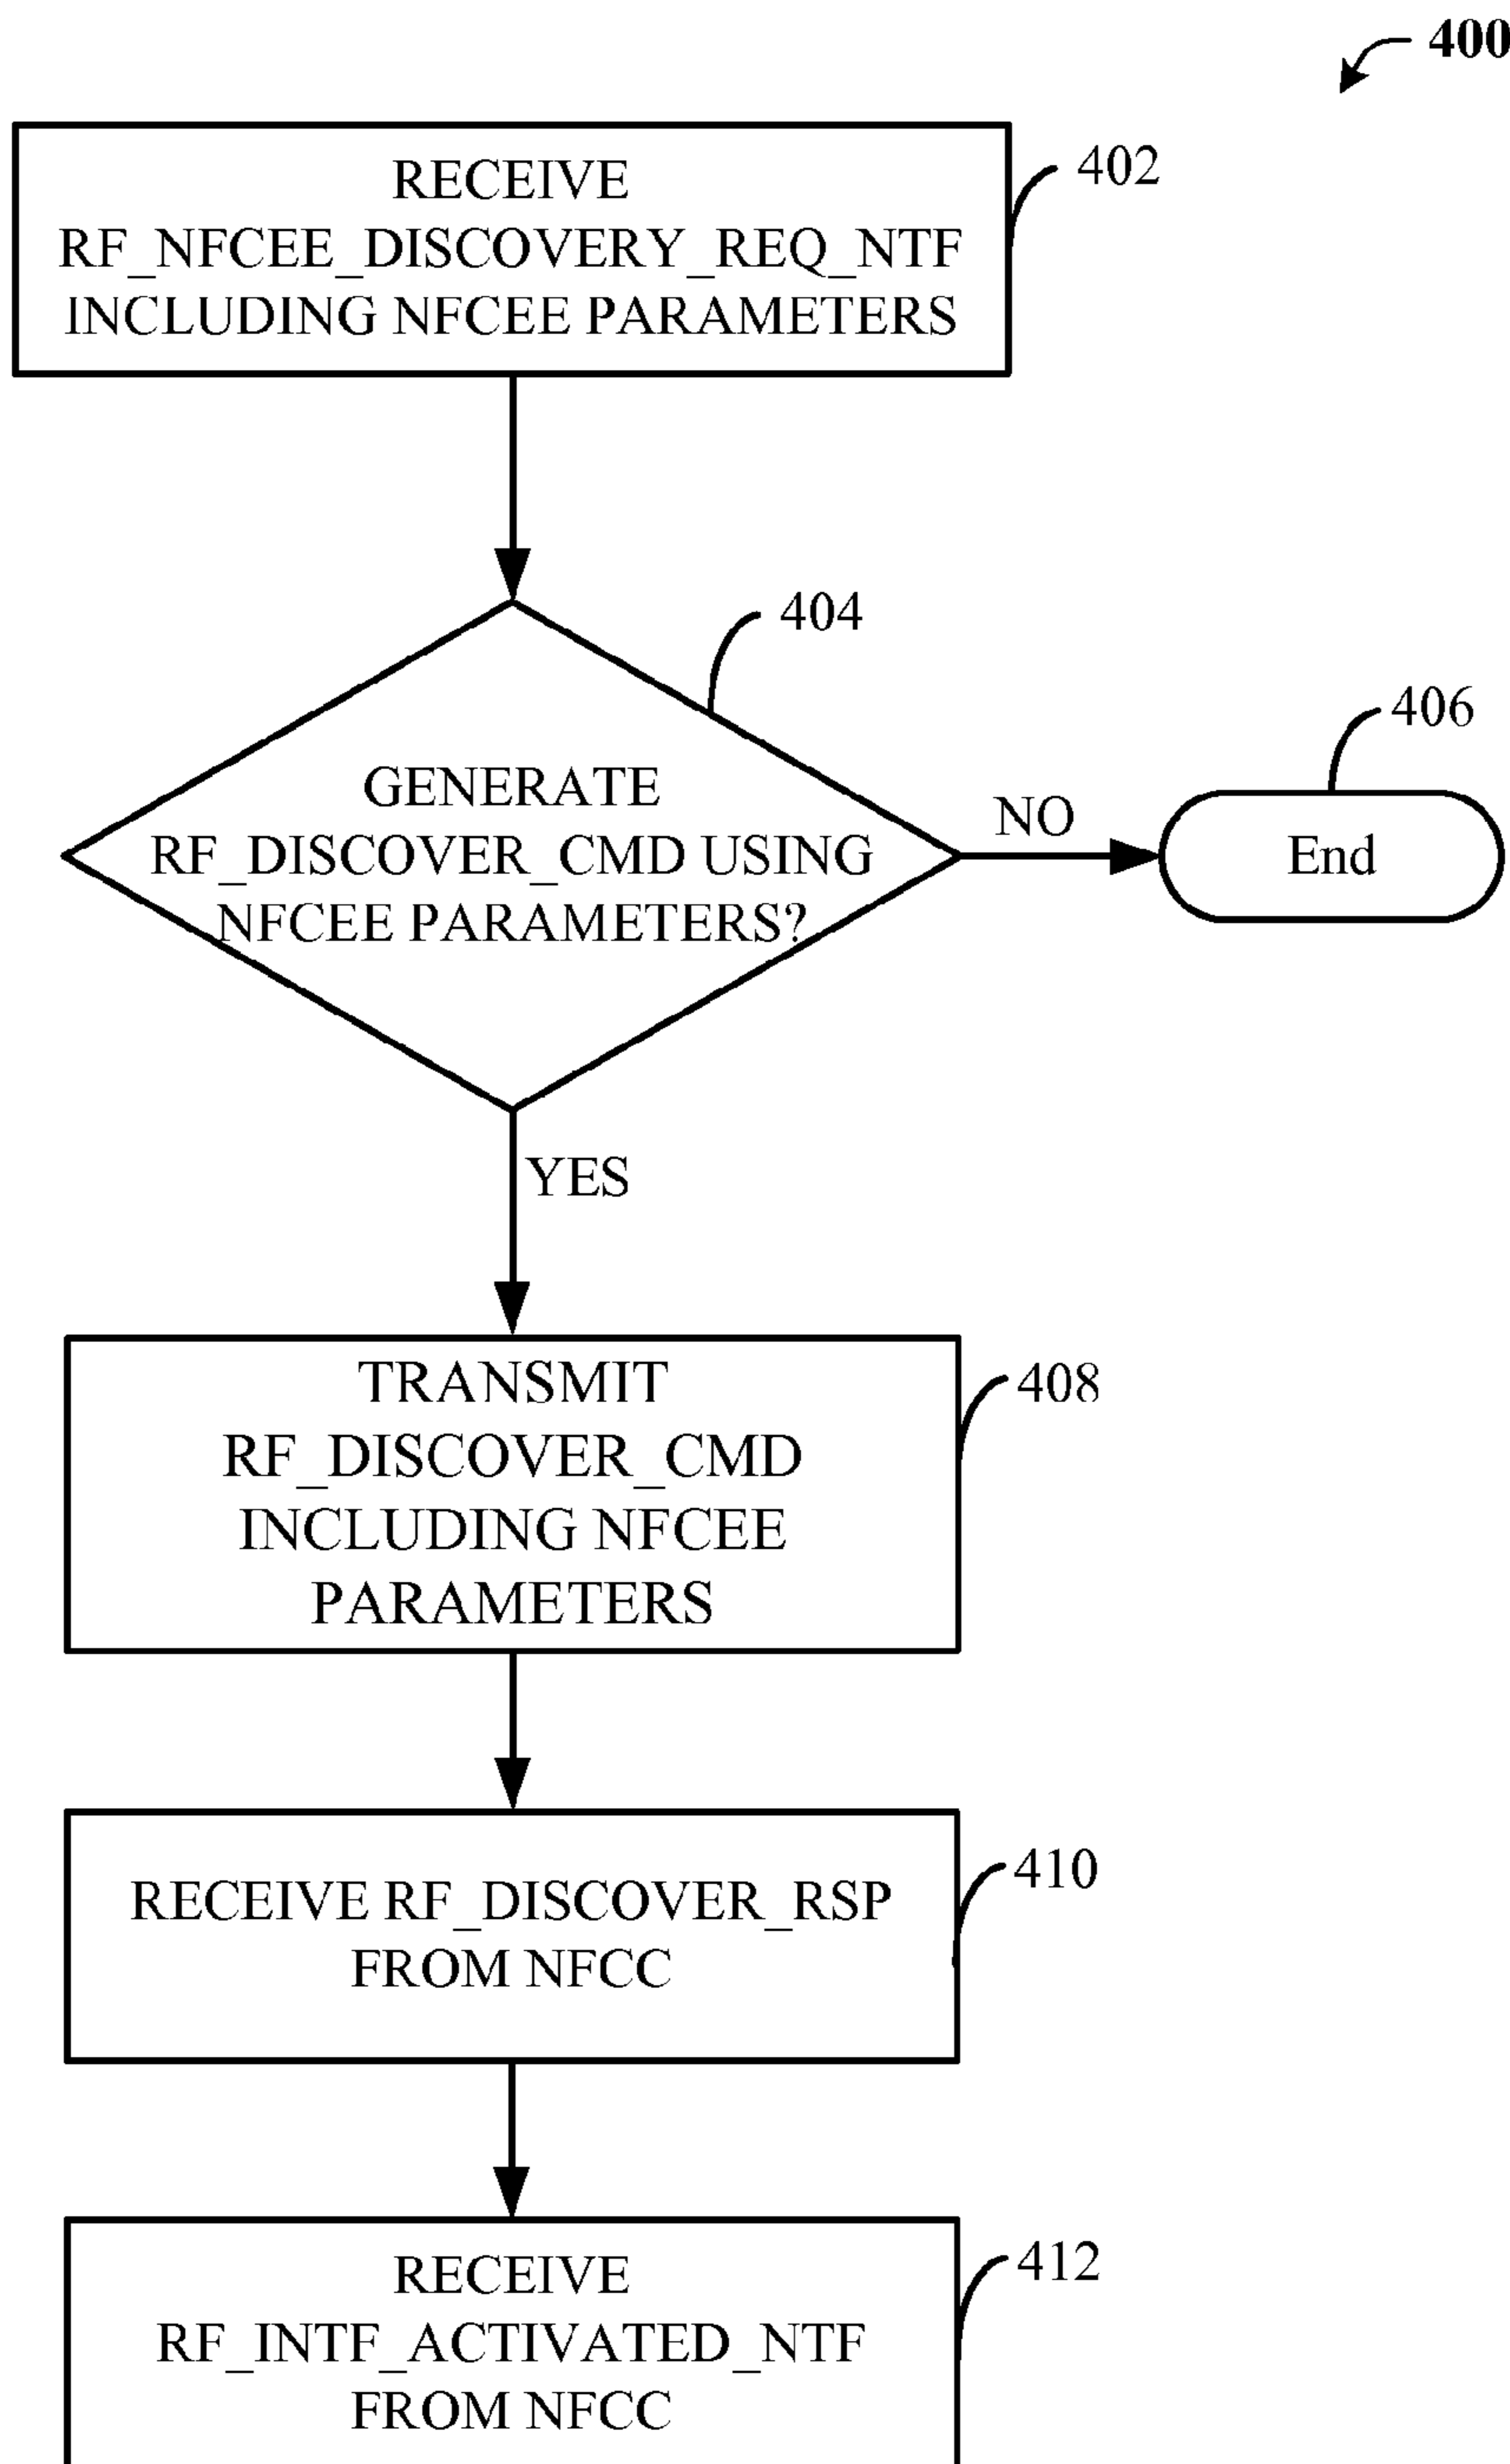 400
RECEIVE
RF_NFCEE_DISCOVERY_REQ_NTF
INCLUDING NFCEE PARAMETERS
402
404
GENERATE
RF_DISCOVER_CMD USING
NFCEE PARAMETERS?
NO
406
End
YES
TRANSMIT
RF_DISCOVER_CMD
INCLUDING NFCEE
PARAMETERS
408
RECEIVE RF_DISCOVER_RSP
FROM NFCC
410
RECEIVE
RF_INTF_ACTIVATED_NTF
FROM NFCC
412